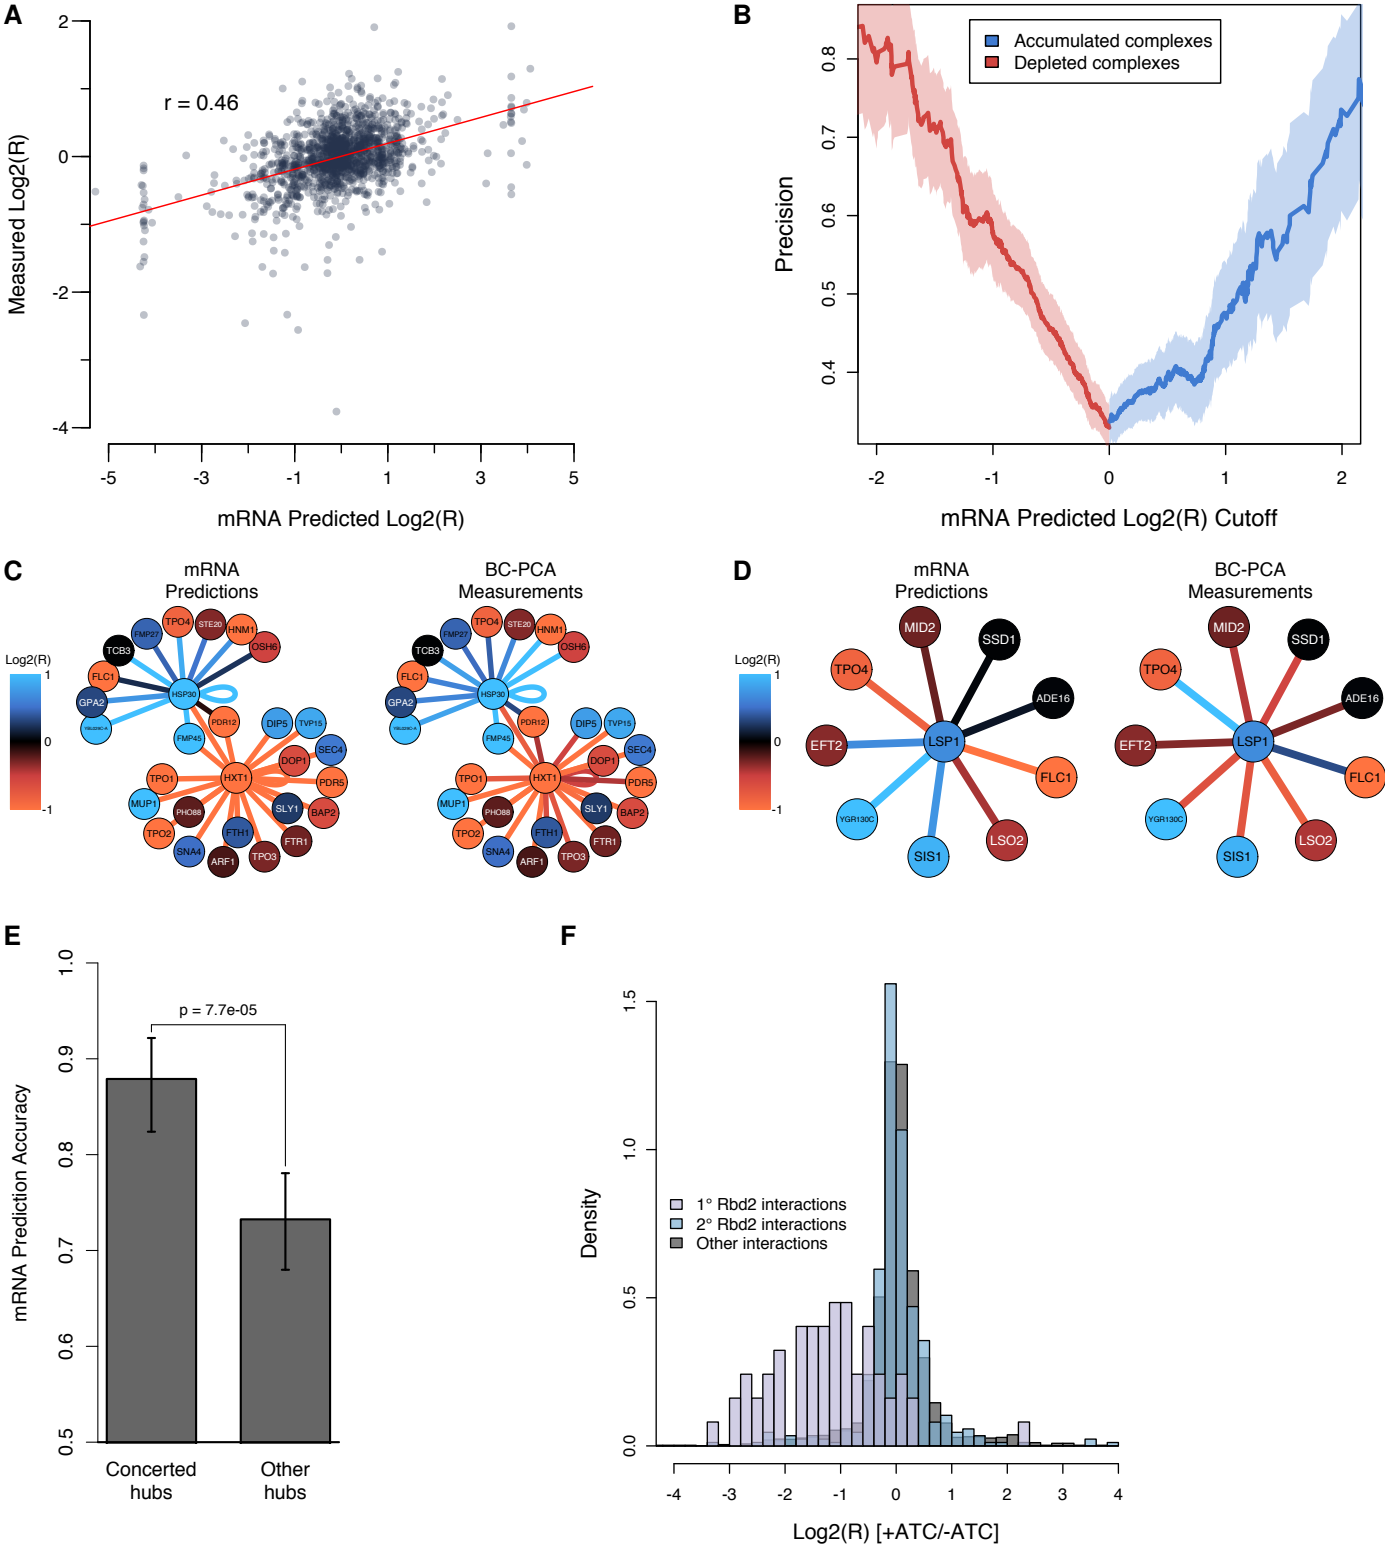 A
2
0
-2
-4
Measured Log2(R)
r = 0.46
-5
-3
-1
1
3
5
mRNA Predicted Log2(R)
B
Precision
0.8
0.7
0.6
0.5
0.4
Accumulated complexes
Depleted complexes
-2
-1
0
1
2
mRNA Predicted Log2(R) Cutoff
C
mRNA
Predictions
BC-PCA
Measurements
Log2(R)
1
0
-1
TPO4
STE20
FMP27
HNM1
TCB3
OSH6
FLC1
HSP30
GPA2
PDR12
DIP5
TVP15
FMP45
SEC4
DOP1
TPO1
HXT1
PDR5
MUP1
PHO88
SLY1
BAP2
TPO2
FTH1
FTR1
SNA4
ARF1
TPO3
TPO4
STE20
FMP27
HNM1
TCB3
OSH6
FLC1
HSP30
GPA2
PDR12
DIP5
TVP15
FMP45
SEC4
DOP1
TPO1
HXT1
PDR5
MUP1
PHO88
SLY1
BAP2
TPO2
FTH1
FTR1
SNA4
ARF1
TPO3
D
mRNA
Predictions
BC-PCA
Measurements
Log2(R)
1
0
-1
MID2
SSD1
TPO4
ADE16
EFT2
LSP1
FLC1
YGR130C
LSO2
SIS1
MID2
SSD1
TPO4
ADE16
EFT2
LSP1
FLC1
YGR130C
LSO2
SIS1
E
mRNA Prediction Accuracy
1.0
0.9
0.8
0.7
0.6
0.5
p = 7.7e-05
Concerted
hubs
Other
hubs
F
Density
1.5
1.0
0.5
0.0
1° Rbd2 interactions
2° Rbd2 interactions
Other interactions
-4
-3
-2
-1
0
1
2
3
4
Log2(R) [+ATC/-ATC]